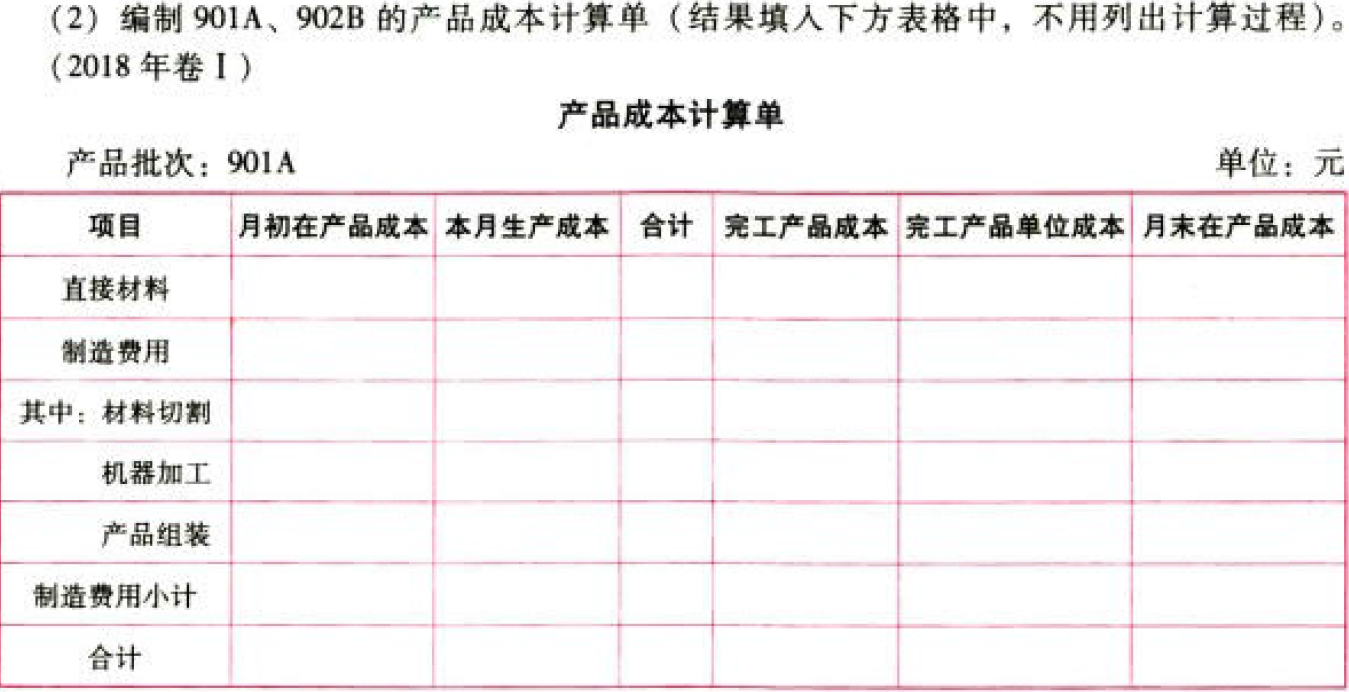 (2) 编制 901A、902B 的产品成本计算单(结果填入下方表格中,不用列出计算过程)。
(2018 年卷Ⅰ)
产品成本计算单
产品批次:901A 单位:元
项目 月初在产品成本 本月生产成本 合计 完工产品成本 完工产品单位成本 月末在产品成本
直接材料
制造费用
其中:材料切割
机器加工
产品组装
制造费用小计
合计